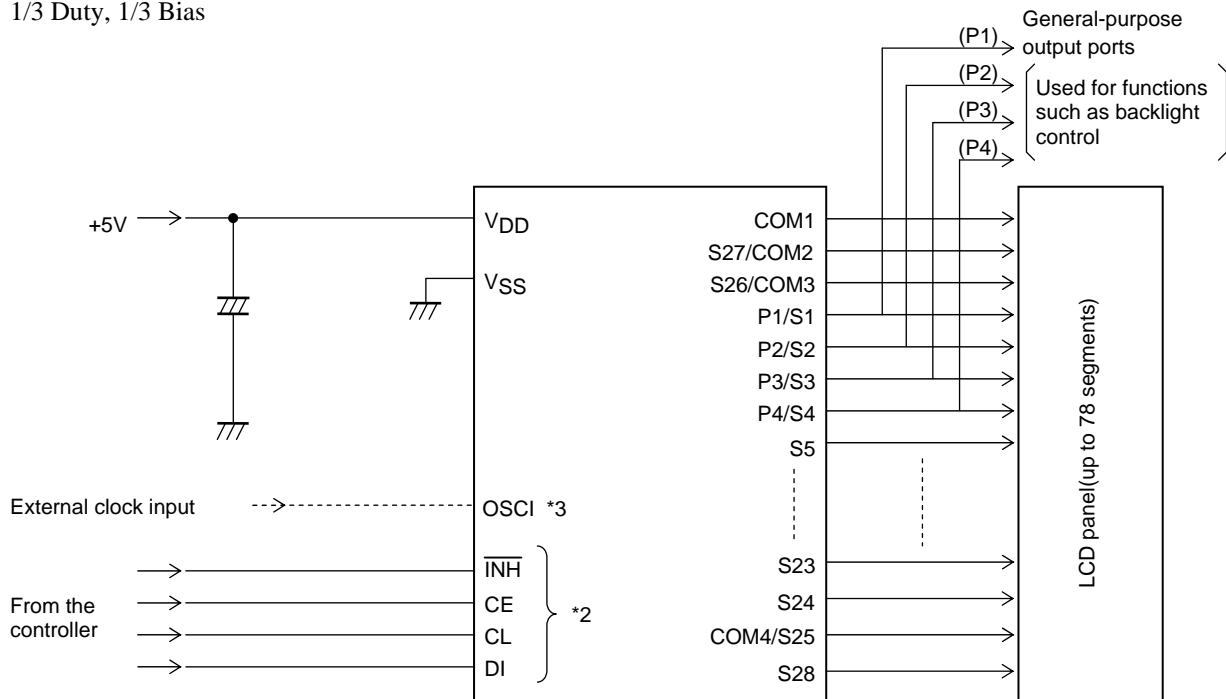 1/3 Duty, 1/3 Bias
General-purpose
output ports
(P1)
(P2)
(P3)
(P4)
Used for functions
such as backlight
control
+5V
VDD
VSS
COM1
S27/COM2
S26/COM3
P1/S1
P2/S2
P3/S3
P4/S4
S5
LCD panel(up to 78 segments)
External clock input
OSCI *3
From the
controller
INH
CE
CL
DI
*2
S23
S24
COM4/S25
S28